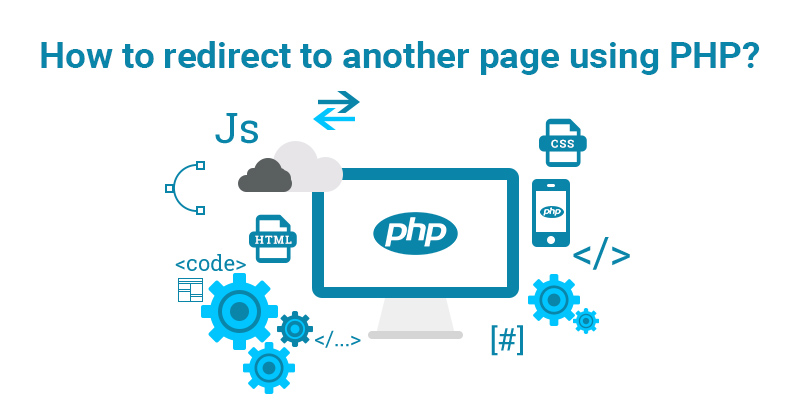 How to redirect to another page using PHP?
Js
CSS
php
php
HTML
</>
<code>
</...>
[#]